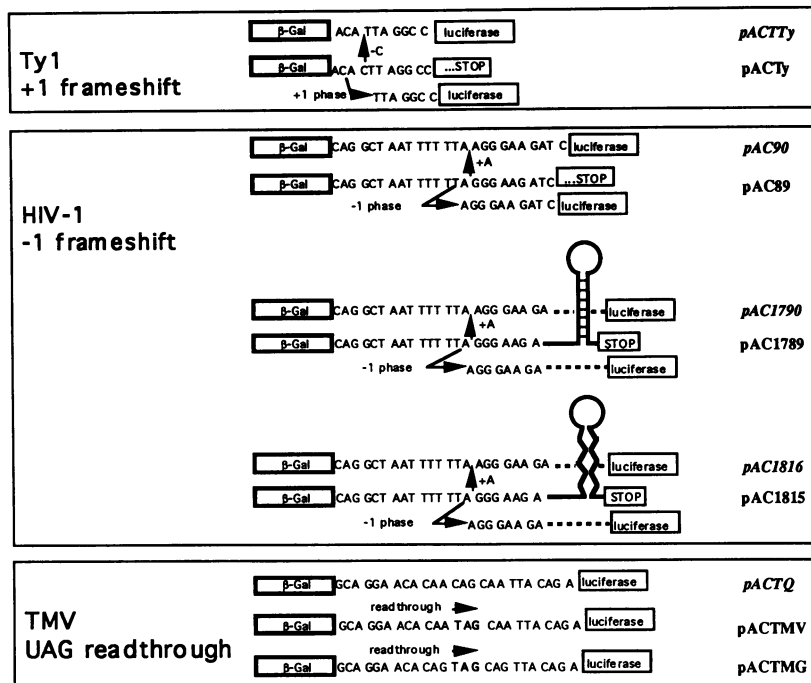 β-Gal ACA TTA GGC C luciferase pACTTy
-C
Ty1
+1 frameshift
β-Gal ACA CTT AGG CC ...STOP pACTy
+1 phase TTA GGC C luciferase
β-Gal CAG GCT AAT TTT TTA AGG GAA GAT C luciferase pAC90
+A
β-Gal CAG GCT AAT TTT TTA GGG AAG ATC ...STOP pAC89
-1 phase AGG GAA GAT C luciferase
HIV-1
-1 frameshift
β-Gal CAG GCT AAT TTT TTA AGG GAA GA luciferase pAC1790
+A
β-Gal CAG GCT AAT TTT TTA GGG AAG A STOP pAC1789
-1 phase AGG GAA GA luciferase
β-Gal CAG GCT AAT TTT TTA AGG GAA GA luciferase pAC1816
+A
β-Gal CAG GCT AAT TTT TTA GGG AAG A STOP pAC1815
-1 phase AGG GAA GA luciferase
β-Gal GCA GGA ACA CAA CAG CAA TTA CAG A luciferase pACTQ
readthrough
TMV
UAG readthrough
β-Gal GCA GGA ACA CAA TAG CAA TTA CAG A luciferase pACTMV
readthrough
β-Gal GCA GGA ACA CAG TAG CAG TTA CAG A luciferase pACTMG